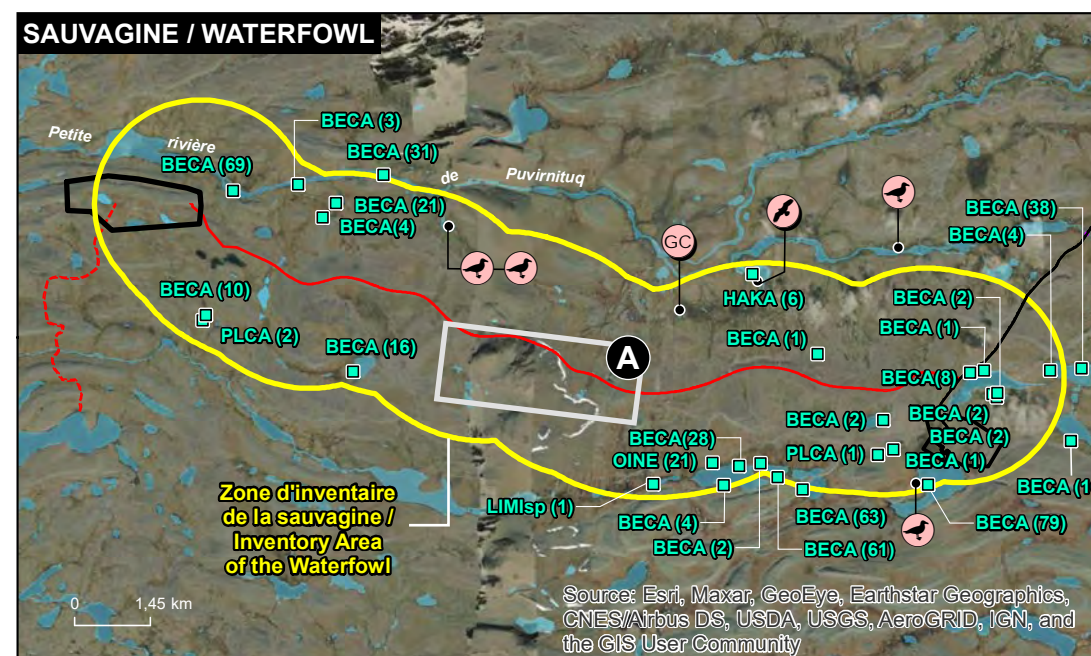 SAUVAGINE / WATERFOWL
Petite rivière de Puvirnituq
BECA (3)
BECA (31)
BECA (69)
BECA (21)
BECA(4)
GC
BECA (38)
BECA(4)
BECA (10)
PLCA (2)
BECA (16)
HAKA (6)
BECA (2)
BECA (1)
BECA (1)
A
BECA(8)
BECA (2)
BECA (2)
BECA (2)
BECA(28)
OINE (21)
PLCA (1)
BECA (1)
LIMIsp (1)
BECA (1
BECA (4)
BECA (63)
BECA (79)
BECA (2)
BECA (61)
Zone d'inventaire
de la sauvagine /
Inventory Area
of the Waterfowl
0 1,45 km
Source: Esri, Maxar, GeoEye, Earthstar Geographics,
CNES/Airbus DS, USDA, USGS, AeroGRID, IGN, and
the GIS User Community